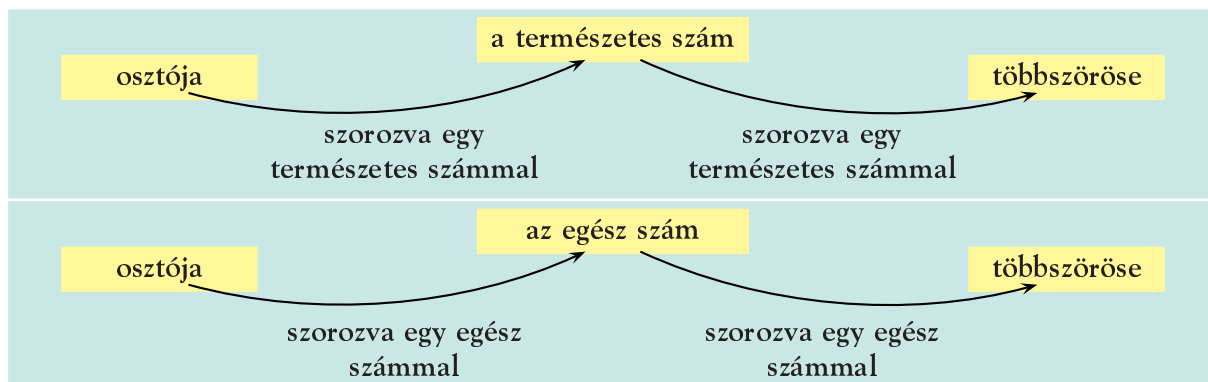 a természetes szám
osztója
többszöröse
szorozva egy
természetes számmal
szorozva egy
természetes számmal
az egész szám
osztója
többszöröse
szorozva egy egész
számmal
szorozva egy egész
számmal